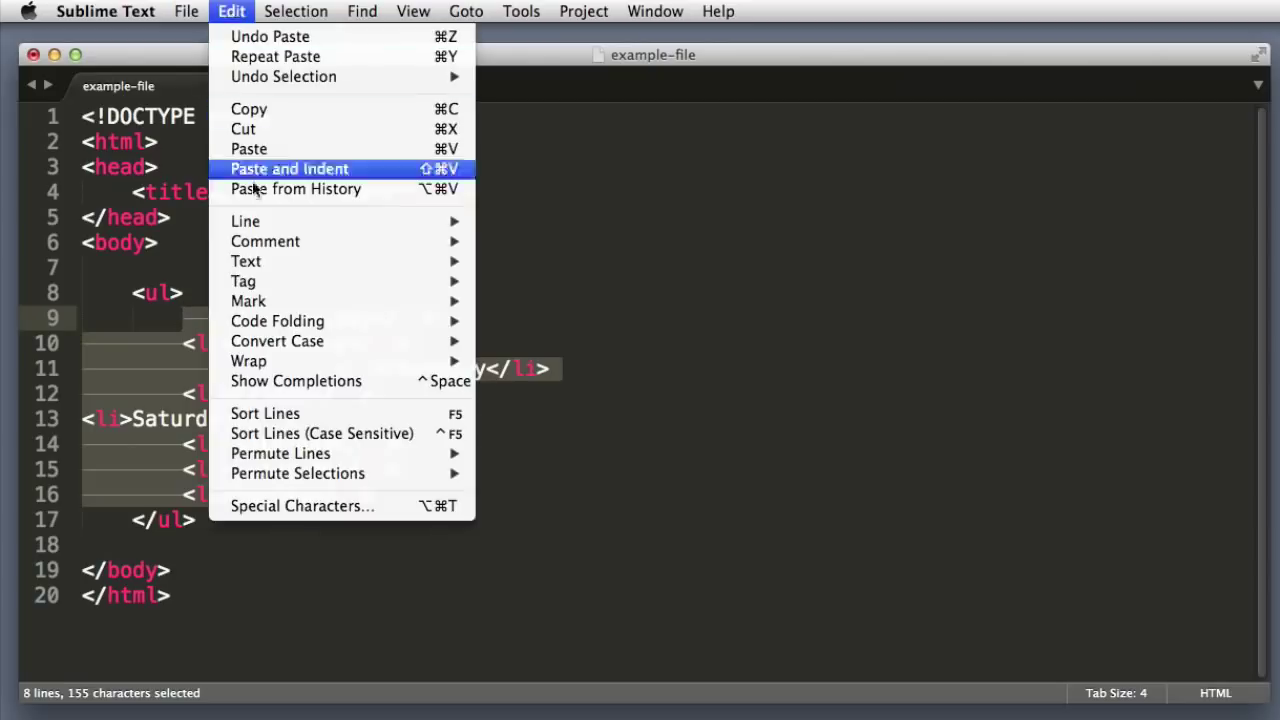 Sublime Text File Edit Selection Find View Goto Tools Project Window Help
example-file
example-file
Undo Paste ⌘Z
Repeat Paste ⌘Y
Undo Selection
Copy ⌘C
Cut ⌘X
Paste ⌘V
Paste and Indent ⇧⌘V
Paste from History ⌥⌘V
Line
Comment
Text
Tag
Mark
Code Folding
Convert Case
Wrap
Show Completions ^Space
Sort Lines F5
Sort Lines (Case Sensitive) ^F5
Permute Lines
Permute Selections
Special Characters... ⌥⌘T
1 <!DOCTYPE
2 <html>
3 <head>
4 <title
5 </head>
6 <body>
7
8 <ul>
9
10 <l
11 y</li>
12 <l
13 <li>Saturd
14 <l
15 <l
16 <l
17 </ul>
18
19 </body>
20 </html>
8 lines, 155 characters selected Tab Size: 4 HTML